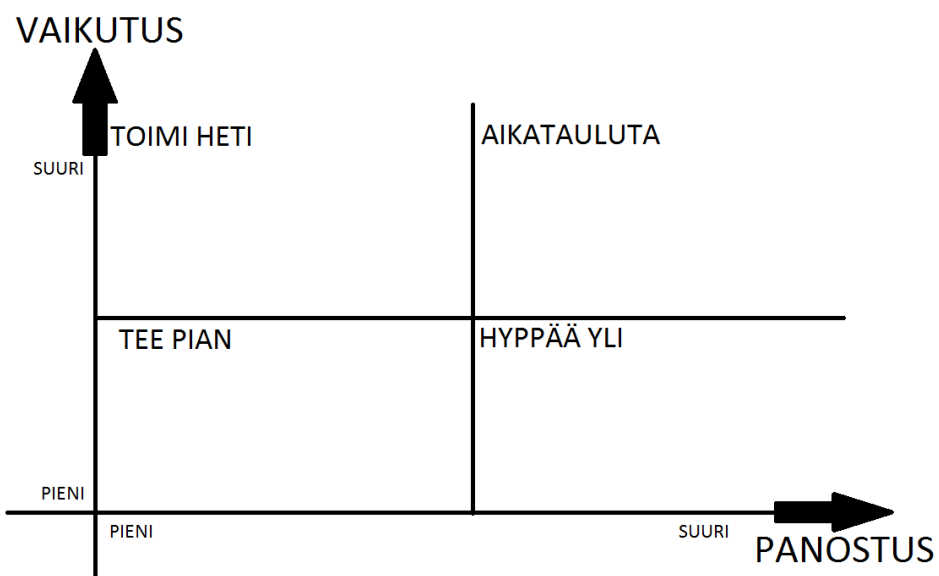 VAIKUTUS
TOIMI HETI
AIKATAULUTA
SUURI
TEE PIAN
HYPPÄÄ YLI
PIENI
PIENI
SUURI
PANOSTUS